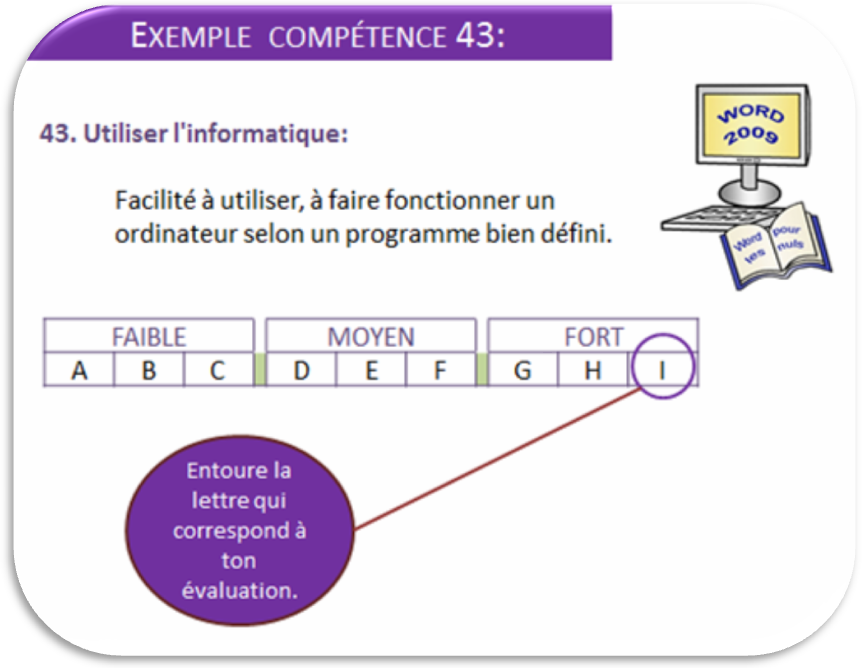 EXEMPLE COMPÉTENCE 43:
43. Utiliser l'informatique:
WORD
2009
Facilité à utiliser, à faire fonctionner un
ordinateur selon un programme bien défini.
Word pour
les nuls
FAIBLE MOYEN FORT
A B C D E F G H I
Entoure la
lettre qui
correspond à
ton
évaluation.